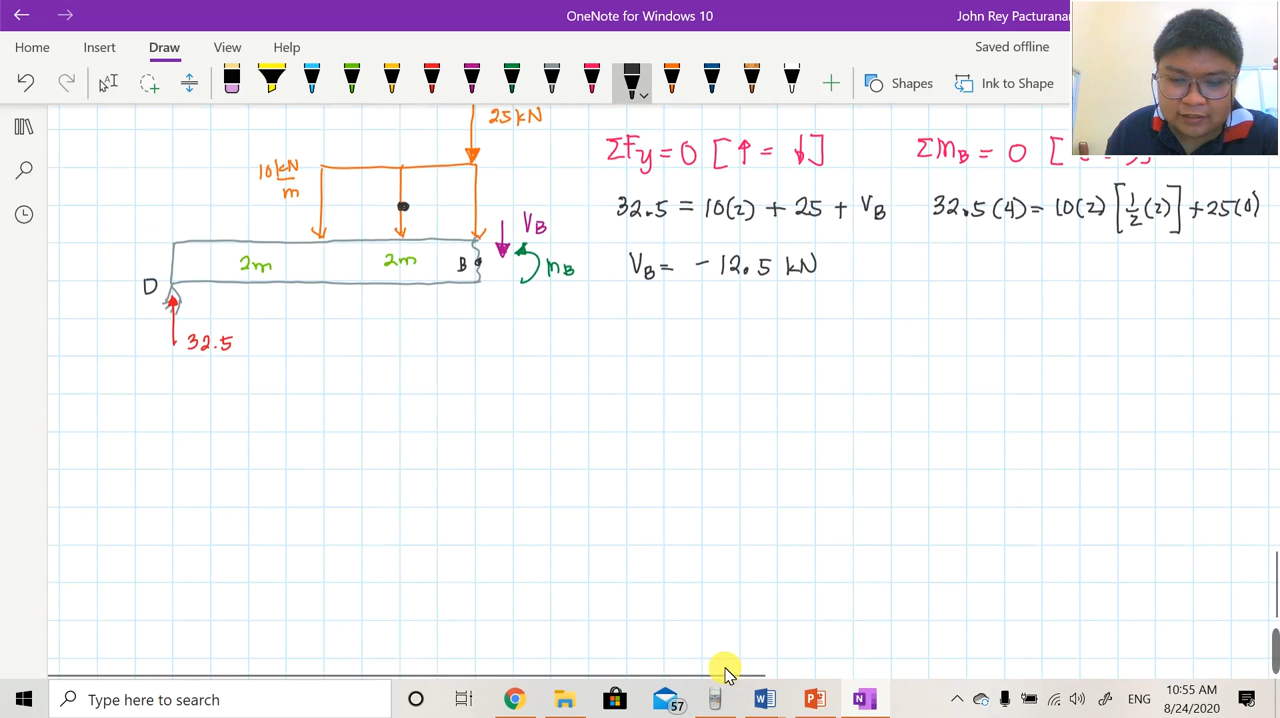 OneNote for Windows 10
John Rey Pacturanan
Home Insert Draw View Help
Saved offline
Shapes
Ink to Shape
25 kN
10 kN
m
ΣFy = 0 [↑ = ↓]
ΣMB = 0 [
32.5 = 10(2) + 25 + VB
32.5(4) = 10(2) [1/2(2)] + 25(0)
VB
2m
2m
B
MB
VB = -12.5 kN
D
32.5
Type here to search
57
ENG
10:55 AM
8/24/2020